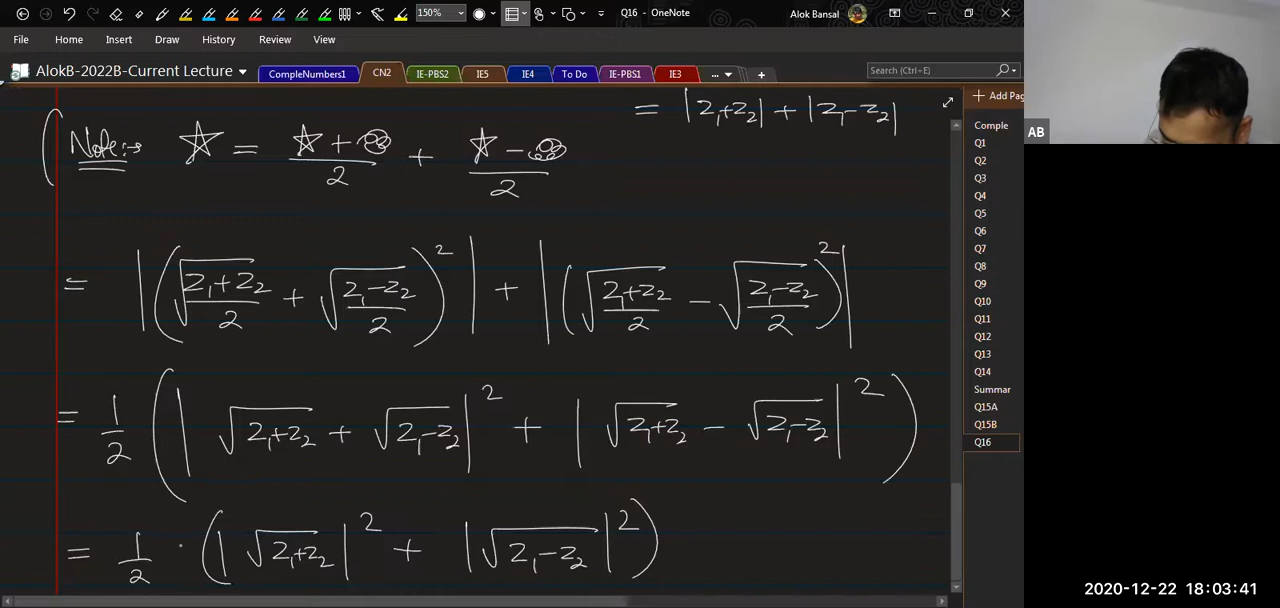 150% Q16 - OneNote Alok Bansal
File Home Insert Draw History Review View
AlokB-2022B-Current Lecture CompleNumbers1 CN2 IE-PBS2 IE5 IE4 To Do IE-PBS1 IE3 ... + Search (Ctrl+E)
+ Add Pag
= |z₁+z₂| + |z₁-z₂|
Note:→ ☆ = (☆ + ꙮ)/2 + (☆ - ꙮ)/2
= |(√((z₁+z₂)/2) + √((z₁-z₂)/2))²| + |(√((z₁+z₂)/2) - √((z₁-z₂)/2))²|
= 1/2 (|√(z₁+z₂) + √(z₁-z₂)|² + |√(z₁+z₂) - √(z₁-z₂)|²)
= 1/2 · (|√(z₁+z₂)|² + |√(z₁-z₂)|²)
Comple
Q1
Q2
Q3
Q4
Q5
Q6
Q7
Q8
Q9
Q10
Q11
Q12
Q13
Q14
Summar
Q15A
Q15B
Q16
AB
2020-12-22 18:03:41